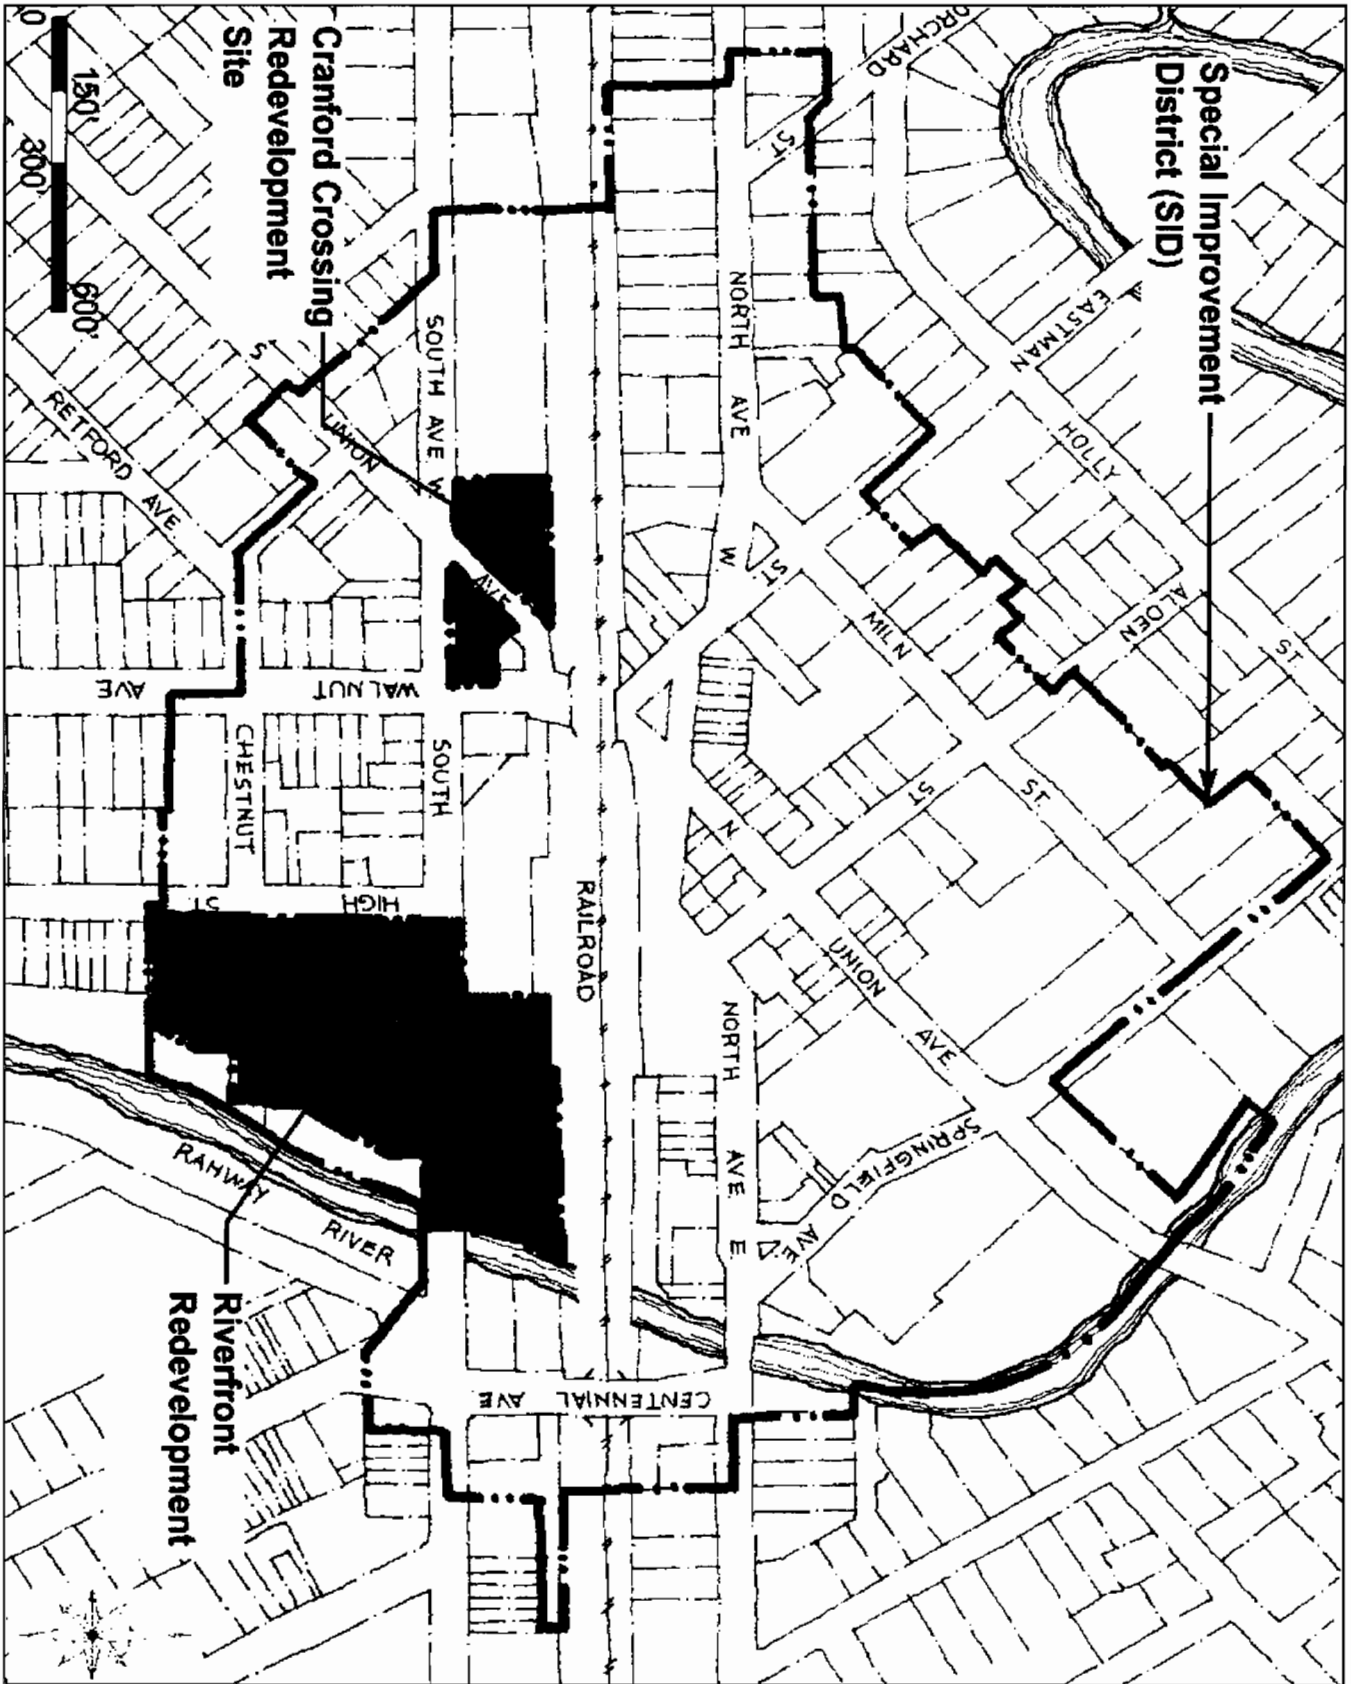 Special Improvement
District (SID)
Cranford Crossing
Redevelopment
Site
Riverfront
Redevelopment
0
150'
300'
600'
ORCHARD
ST
EASTMAN
HOLLY
ST
ALDEN
ST
MILN
ST
NORTH
AVE
W
ST
N
UNION
AVE
SPRINGFIELD
AVE
NORTH
AVE
E
RAILROAD
SOUTH
AVE
W
UNION
AVE
S
RETFORD
AVE
WALNUT
AVE
CHESTNUT
SOUTH
HIGH
ST
RAHWAY
RIVER
CENTENNIAL
AVE